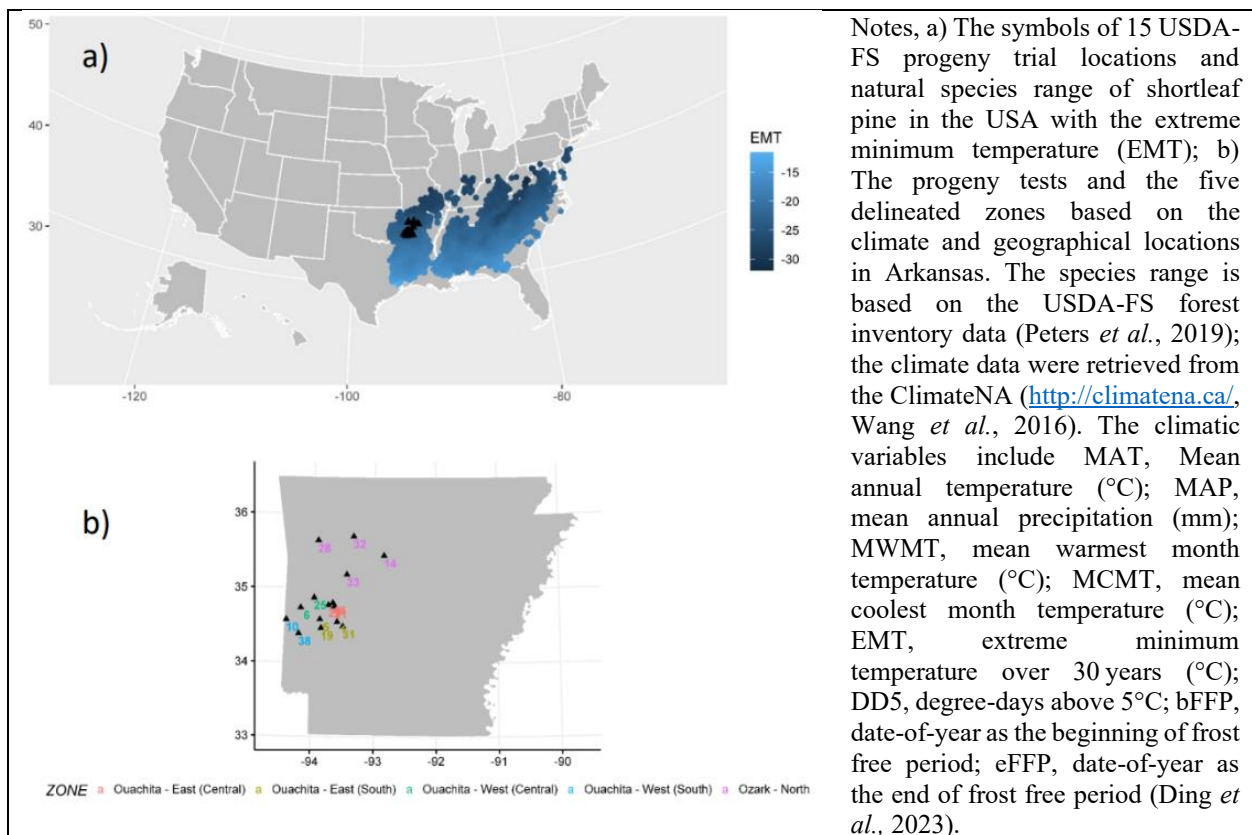 a)
50
40
30
-120
-100
-80
EMT
-15
-20
-25
-30
b)
36
35
34
33
28
32
14
33
25
6
10
38
5
19
31
-94
-93
-92
-91
-90
ZONE a Ouachita - East (Central) a Ouachita - East (South) a Ouachita - West (Central) a Ouachita - West (South) a Ozark - North
Notes, a) The symbols of 15 USDA-
FS progeny trial locations and
natural species range of shortleaf
pine in the USA with the extreme
minimum temperature (EMT); b)
The progeny tests and the five
delineated zones based on the
climate and geographical locations
in Arkansas. The species range is
based on the USDA-FS forest
inventory data (Peters et al., 2019);
the climate data were retrieved from
the ClimateNA (http://climatena.ca/,
Wang et al., 2016). The climatic
variables include MAT, Mean
annual temperature (°C); MAP,
mean annual precipitation (mm);
MWMT, mean warmest month
temperature (°C); MCMT, mean
coolest month temperature (°C);
EMT, extreme minimum
temperature over 30 years (°C);
DD5, degree-days above 5°C; bFFP,
date-of-year as the beginning of frost
free period; eFFP, date-of-year as
the end of frost free period (Ding et
al., 2023).